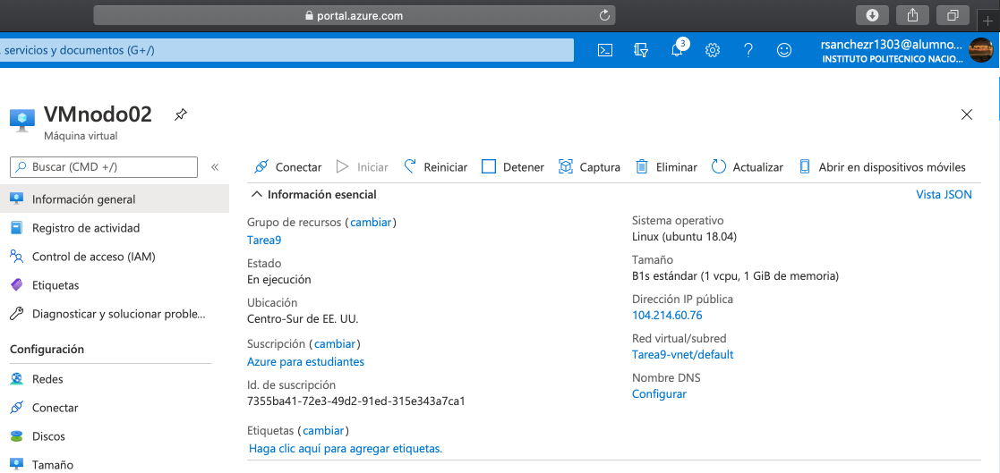 portal.azure.com
, servicios y documentos (G+/)
3
rsanchezr1303@alumno...
INSTITUTO POLITECNICO NACIO...
VMnodo02
Máquina virtual
Buscar (CMD +/)
Información general
Registro de actividad
Control de acceso (IAM)
Etiquetas
Diagnosticar y solucionar proble...
Configuración
Redes
Conectar
Discos
Tamaño
Conectar Iniciar Reiniciar Detener Captura Eliminar Actualizar Abrir en dispositivos móviles
Información esencial
Vista JSON
Grupo de recursos (cambiar)
Tarea9
Estado
En ejecución
Ubicación
Centro-Sur de EE. UU.
Suscripción (cambiar)
Azure para estudiantes
Id. de suscripción
7355ba41-72e3-49d2-91ed-315e343a7ca1
Etiquetas (cambiar)
Haga clic aquí para agregar etiquetas.
Sistema operativo
Linux (ubuntu 18.04)
Tamaño
B1s estándar (1 vcpu, 1 GiB de memoria)
Dirección IP pública
104.214.60.76
Red virtual/subred
Tarea9-vnet/default
Nombre DNS
Configurar